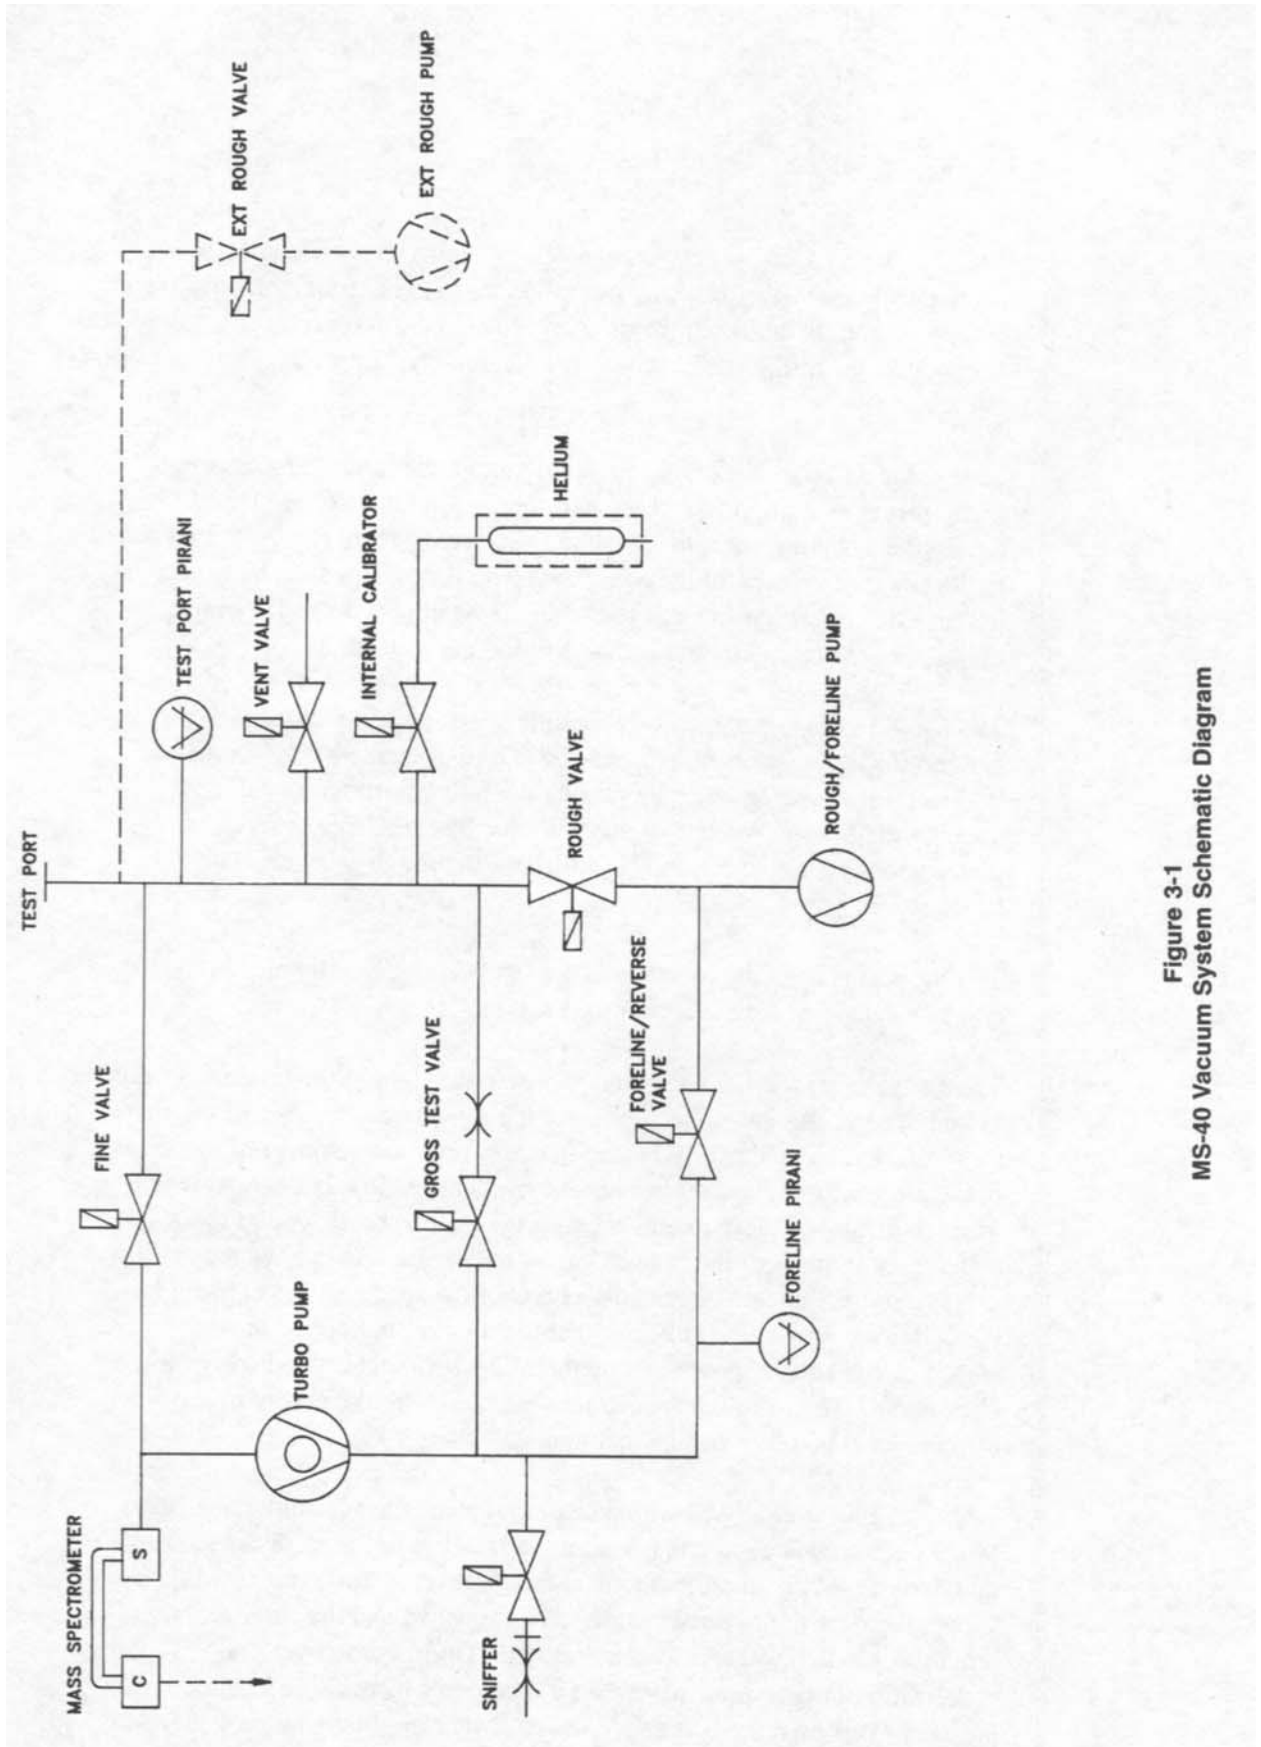 MASS SPECTROMETER
C
S
TURBO PUMP
FINE VALVE
TEST PORT
TEST PORT PIRANI
VENT VALVE
INTERNAL CALIBRATOR
HELIUM
EXT ROUGH VALVE
EXT ROUGH PUMP
GROSS TEST VALVE
ROUGH VALVE
SNIFFER
FORELINE/REVERSE
VALVE
FORELINE PIRANI
ROUGH/FORELINE PUMP
Figure 3-1
MS-40 Vacuum System Schematic Diagram